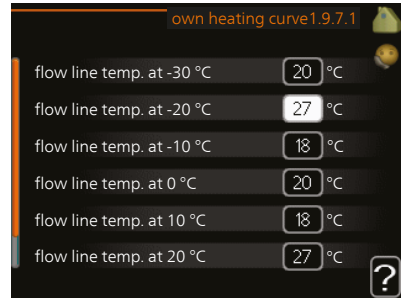 own heating curve1.9.7.1
flow line temp. at -30 °C 20 °C
flow line temp. at -20 °C 27 °C
flow line temp. at -10 °C 18 °C
flow line temp. at 0 °C 20 °C
flow line temp. at 10 °C 18 °C
flow line temp. at 20 °C 27 °C
?